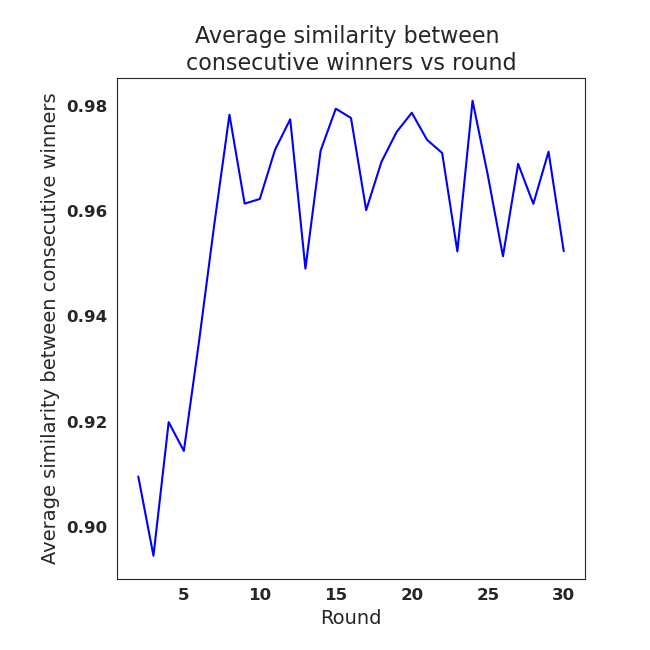 Average similarity between
consecutive winners vs round
Average similarity between consecutive winners
0.98
0.96
0.94
0.92
0.90
5 10 15 20 25 30
Round